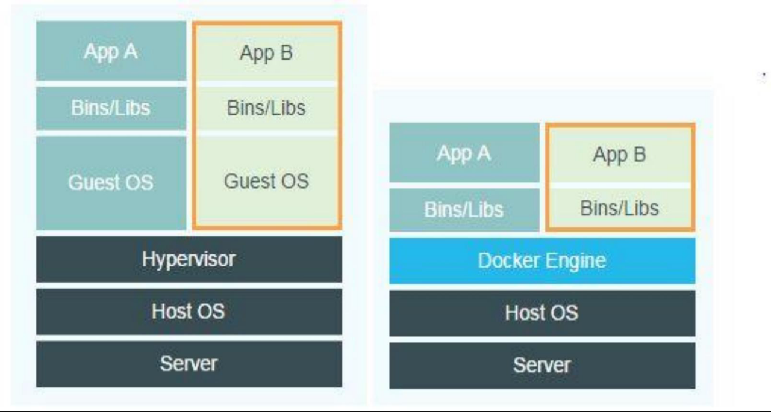 App A App B
Bins/Libs Bins/Libs
Guest OS Guest OS
Hypervisor
Host OS
Server
App A App B
Bins/Libs Bins/Libs
Docker Engine
Host OS
Server